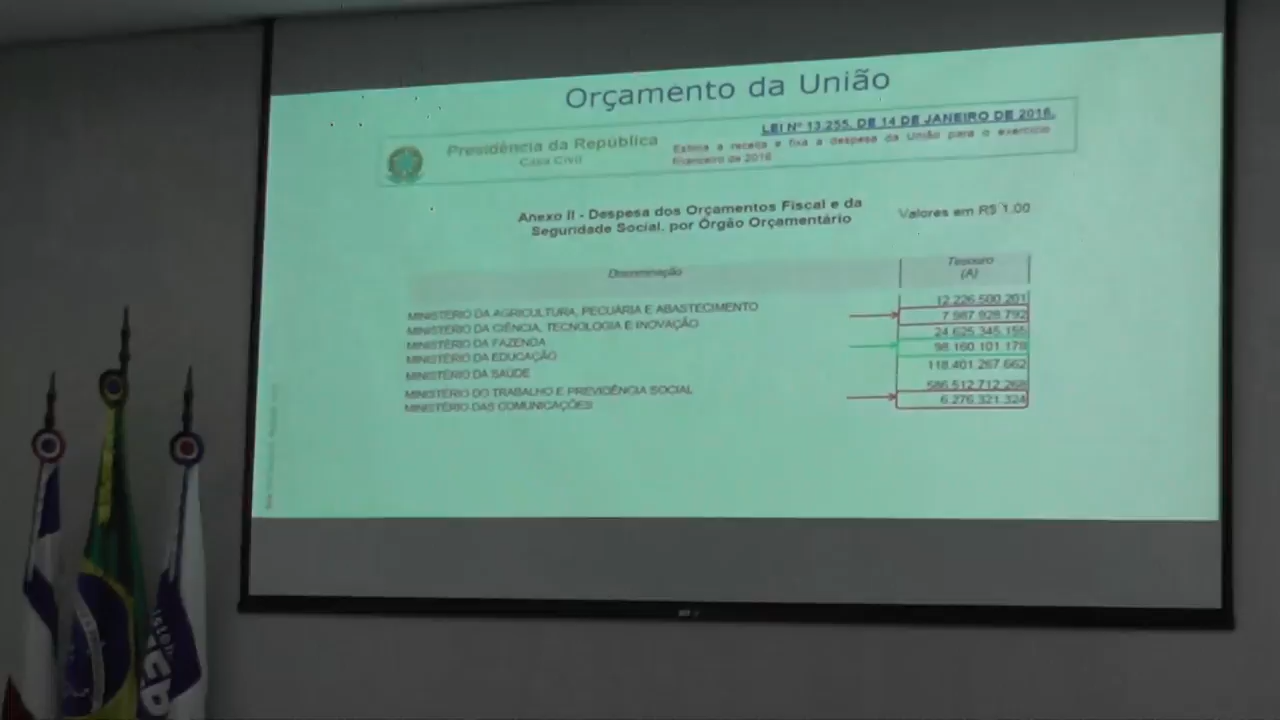 Orçamento da União
Presidência da República
Casa Civil
LEI Nº 13.255, DE 14 DE JANEIRO DE 2016.
Estima a receita e fixa a despesa da União para o exercício
financeiro de 2016
Anexo II - Despesa dos Orçamentos Fiscal e da
Seguridade Social, por Órgão Orçamentário
Valores em R$ 1,00
Discriminação
Tesouro
(A)
MINISTÉRIO DA AGRICULTURA, PECUÁRIA E ABASTECIMENTO 12.226.500.201
MINISTÉRIO DA CIÊNCIA, TECNOLOGIA E INOVAÇÃO 7.987.928.792
MINISTÉRIO DA FAZENDA 24.625.345.155
MINISTÉRIO DA EDUCAÇÃO 98.160.101.178
MINISTÉRIO DA SAÚDE 118.401.267.662
MINISTÉRIO DO TRABALHO E PREVIDÊNCIA SOCIAL 586.512.712.268
MINISTÉRIO DAS COMUNICAÇÕES 6.276.321.324